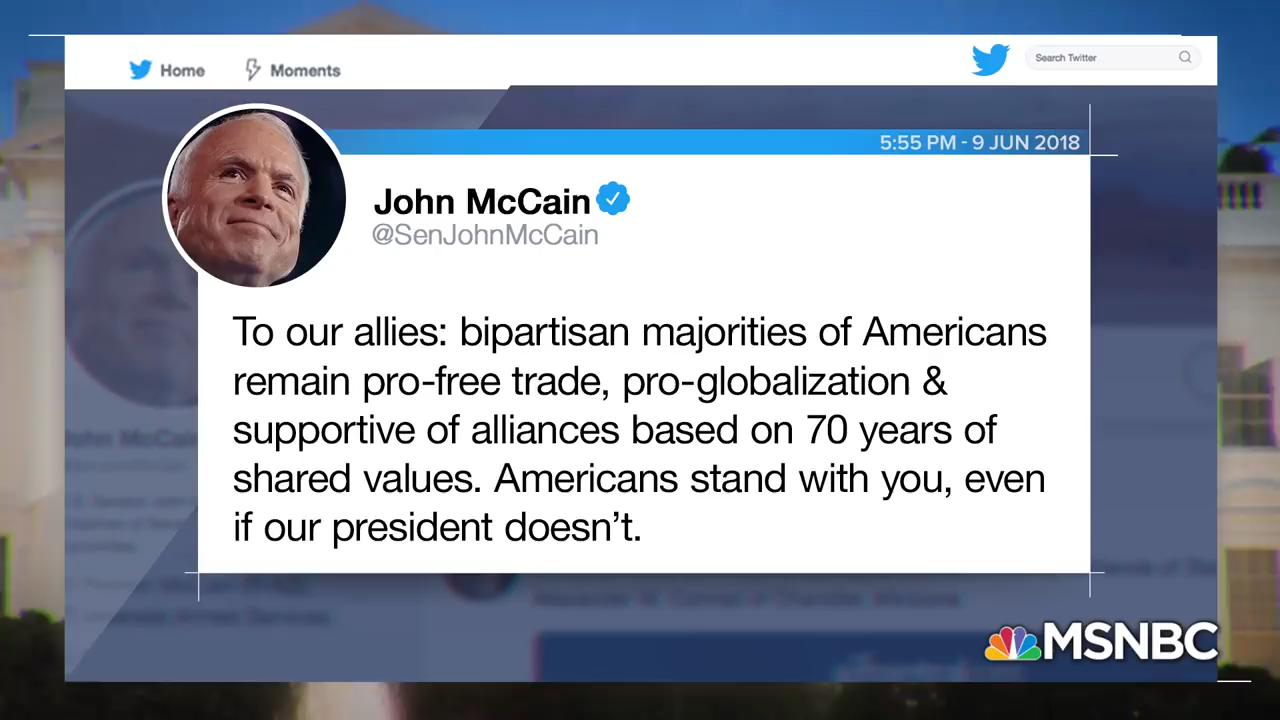 Home Moments
Search Twitter
5:55 PM - 9 JUN 2018
John McCain
@SenJohnMcCain
To our allies: bipartisan majorities of Americans
remain pro-free trade, pro-globalization &
supportive of alliances based on 70 years of
shared values. Americans stand with you, even
if our president doesn’t.
MSNBC